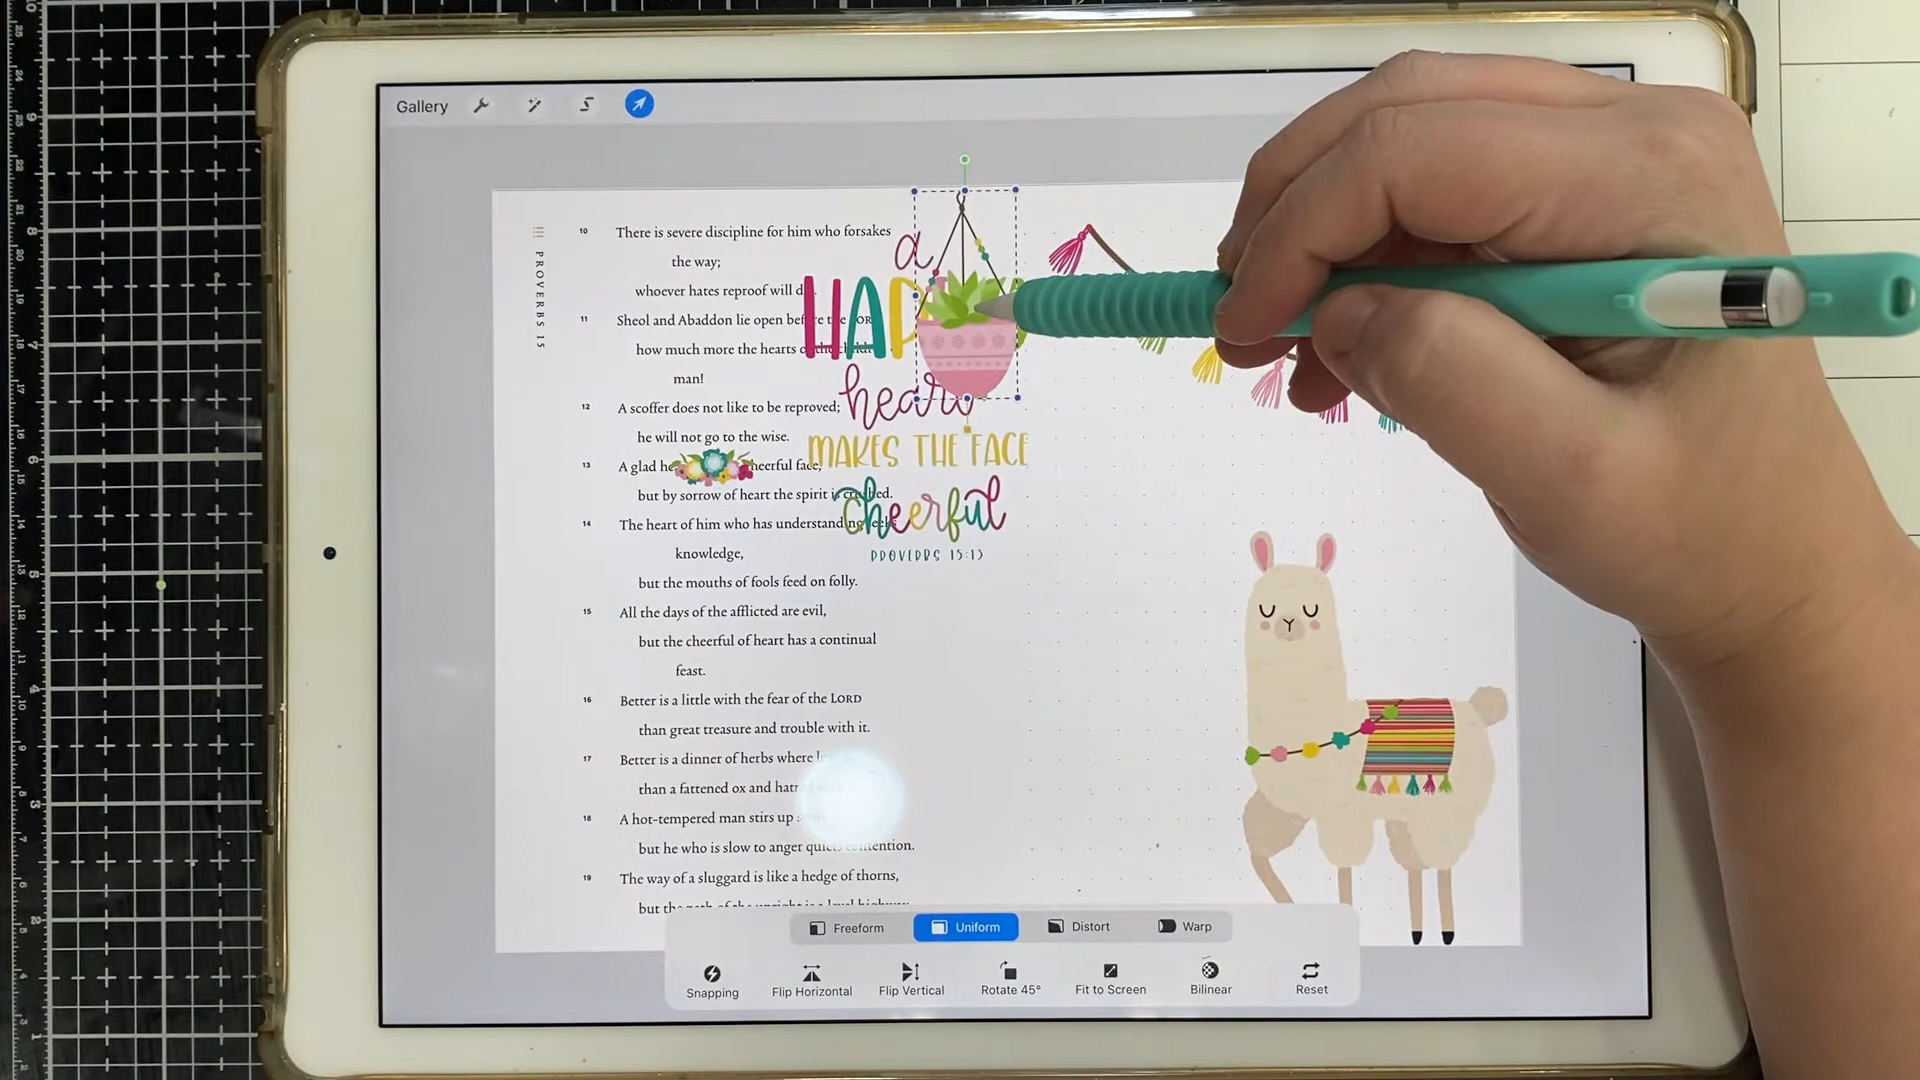 Gallery
PROVERBS 15
10 There is severe discipline for him who forsakes
the way;
whoever hates reproof will
11 Sheol and Abaddon lie open before the
how much more the hearts
man!
12 A scoffer does not like to be reproved;
he will not go to the wise.
13 A glad cheerful face,
but by sorrow of heart the spirit is crushed.
14 The heart of him who has understanding
knowledge,
but the mouths of fools feed on folly.
15 All the days of the afflicted are evil,
but the cheerful of heart has a continual
feast.
16 Better is a little with the fear of the LORD
than great treasure and trouble with it.
17 Better is a dinner of herbs where
than a fattened ox and
18 A hot-tempered man stirs up
but he who is slow to anger quiets contention.
19 The way of a sluggard is like a hedge of thorns,
but
a
HAP
heart
MAKES THE FACE
cheerful
PROVERBS 15:13
Freeform
Uniform
Distort
Warp
Snapping
Flip Horizontal
Flip Vertical
Rotate 45°
Fit to Screen
Bilinear
Reset